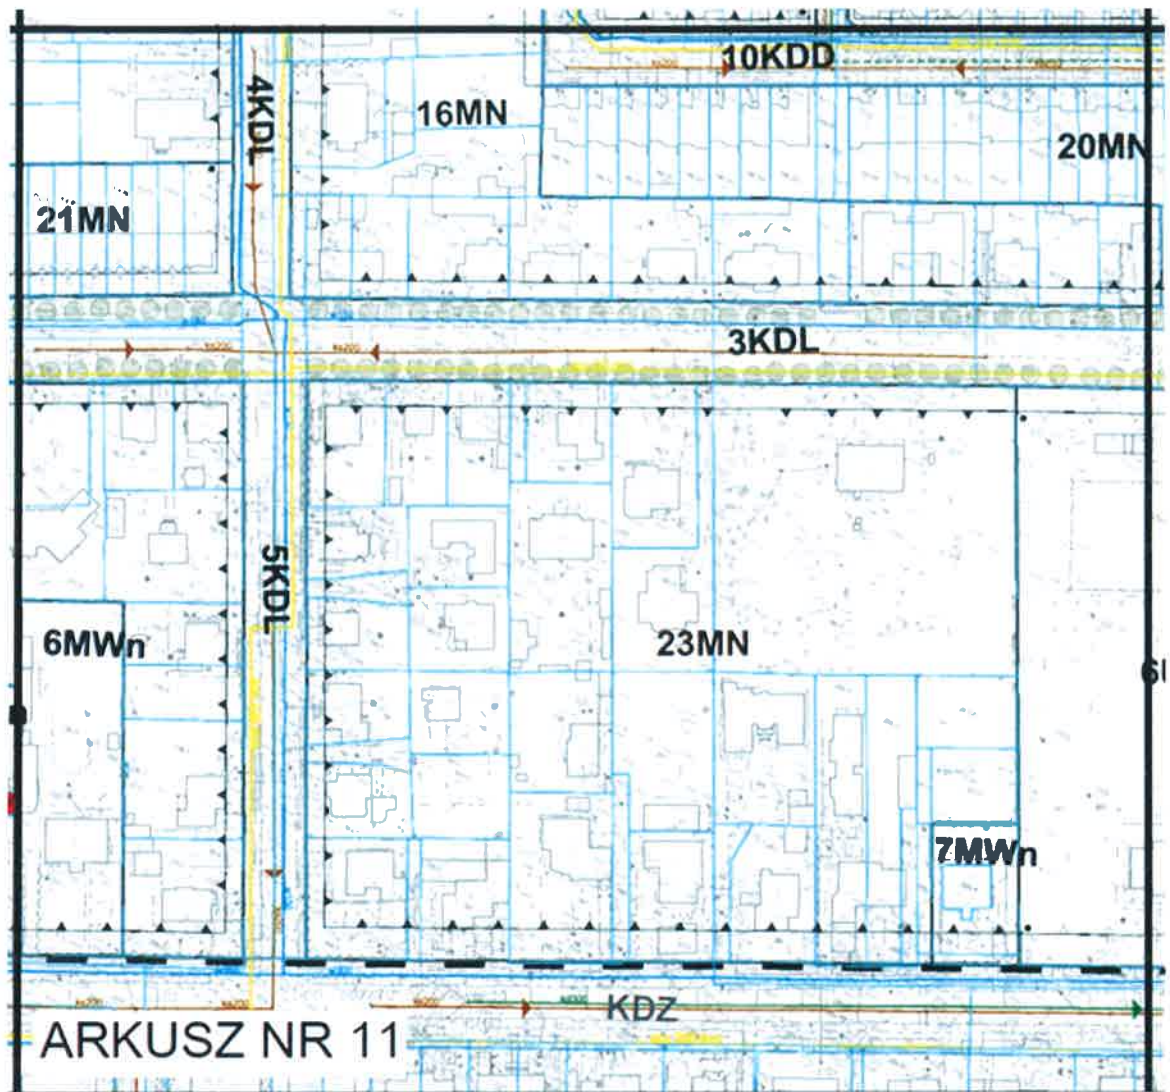 10KDD
4KDL
16MN
20MN
21MN
3KDL
5KDL
6MWn
23MN
7MWn
KDZ
ARKUSZ NR 11